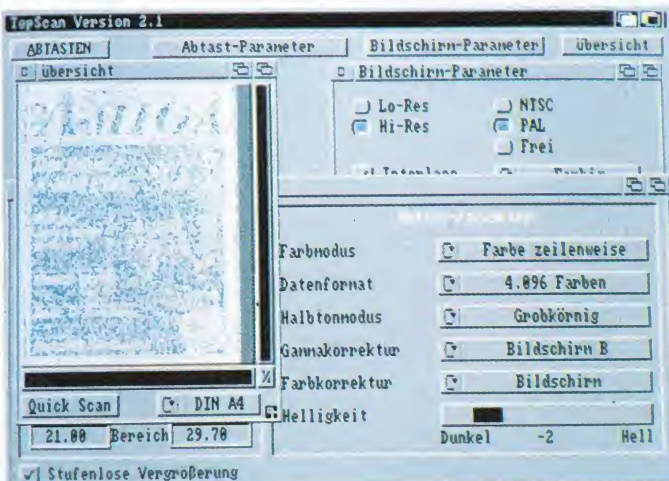 TopScan Version 2.1
ABTASTEN Abtast-Parameter Bildschirm-Parameter übersicht
übersicht
Bildschirm-Parameter
Lo-Res NTSC
Hi-Res PAL
Frei
Interlace Farbig
Farbmodus Farbe zeilenweise
Datenformat 4.096 Farben
Halbtonmodus Grobkörnig
Gammakorrektur Bildschirm B
Farbkorrektur Bildschirm
Quick Scan DIN A4
Helligkeit
21.00 Bereich 29.70
Dunkel -2 Hell
Stufenlose Vergrößerung